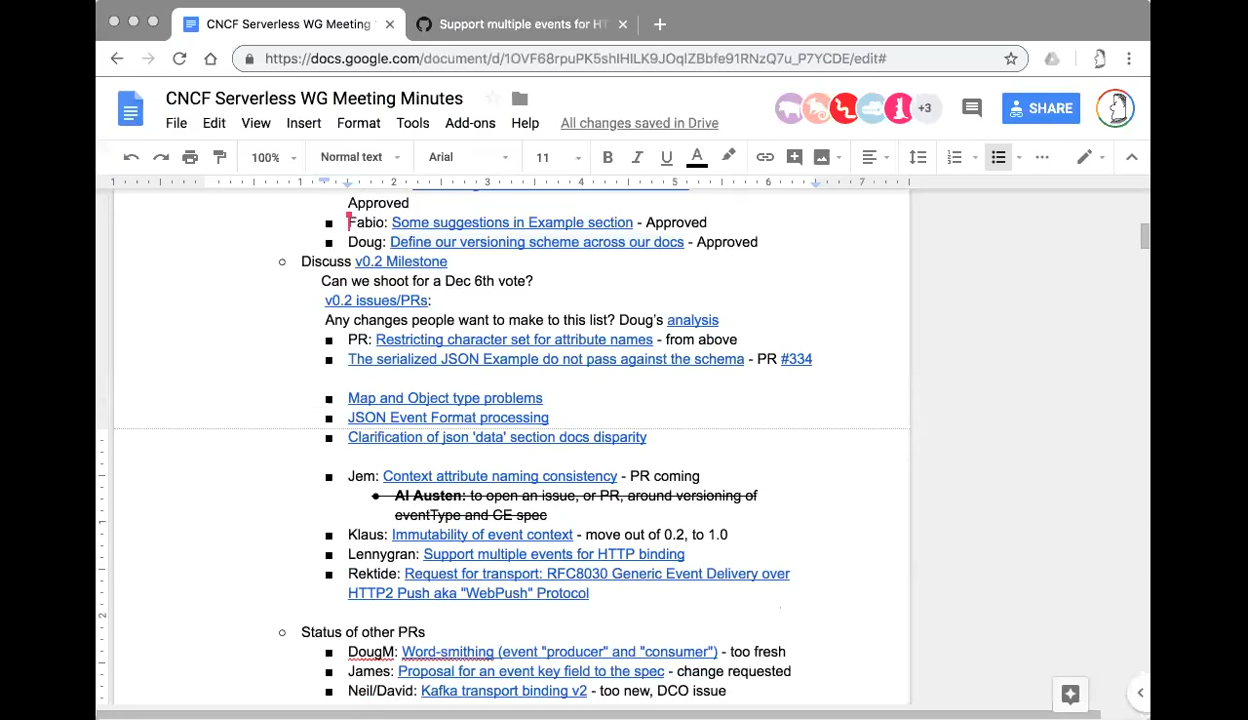 CNCF Serverless WG Meeting
Support multiple events for HT
https://docs.google.com/document/d/1OVF68rpuPK5shIHILK9JOqlZBbfe91RNzQ7u_P7YCDE/edit#
CNCF Serverless WG Meeting Minutes
+3
SHARE
File Edit View Insert Format Tools Add-ons Help All changes saved in Drive
100% Normal text Arial 11 B I U A
1 1 2 3 4 5 6 7
Approved
Fabio: Some suggestions in Example section - Approved
Doug: Define our versioning scheme across our docs - Approved
Discuss v0.2 Milestone
Can we shoot for a Dec 6th vote?
v0.2 issues/PRs:
Any changes people want to make to this list? Doug's analysis
PR: Restricting character set for attribute names - from above
The serialized JSON Example do not pass against the schema - PR #334
Map and Object type problems
JSON Event Format processing
Clarification of json 'data' section docs disparity
Jem: Context attribute naming consistency - PR coming
AI Austen: to open an issue, or PR, around versioning of
eventType and CE spec
Klaus: Immutability of event context - move out of 0.2, to 1.0
Lennygran: Support multiple events for HTTP binding
Rektide: Request for transport: RFC8030 Generic Event Delivery over
HTTP2 Push aka "WebPush" Protocol
Status of other PRs
DougM: Word-smithing (event "producer" and "consumer") - too fresh
James: Proposal for an event key field to the spec - change requested
Neil/David: Kafka transport binding v2 - too new, DCO issue